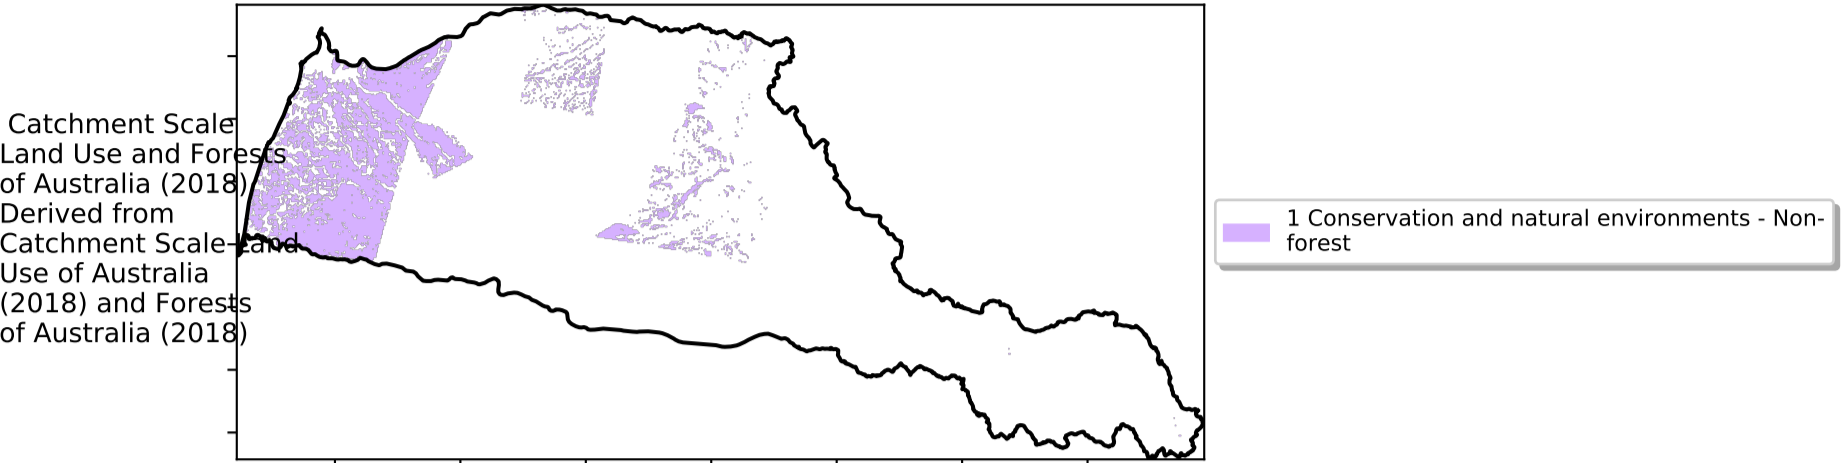 Catchment Scale
Land Use and Forests
of Australia (2018)
Derived from
Catchment Scale Land
Use of Australia
(2018) and Forests
of Australia (2018)
1 Conservation and natural environments - Non-
forest